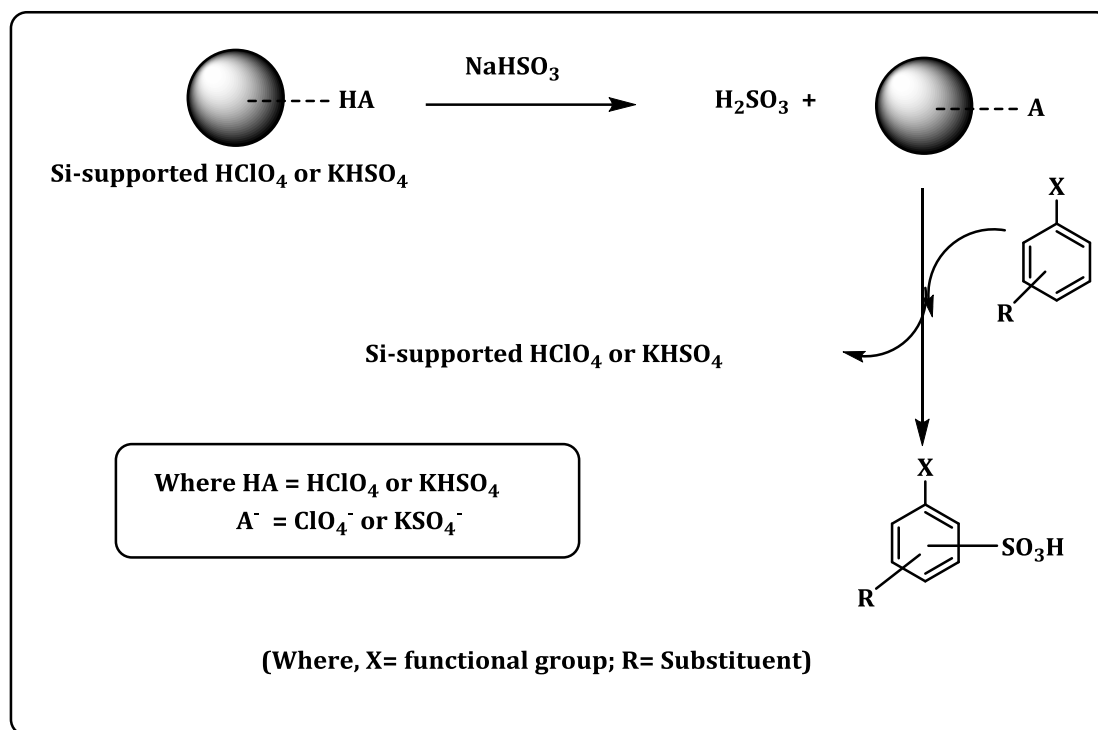 NaHSO₃
HA
H₂SO₃ +
A
Si-supported HClO₄ or KHSO₄
X
R
Si-supported HClO₄ or KHSO₄
X
SO₃H
R
Where HA = HClO₄ or KHSO₄
A⁻ = ClO₄⁻ or KSO₄⁻
(Where, X= functional group; R= Substituent)